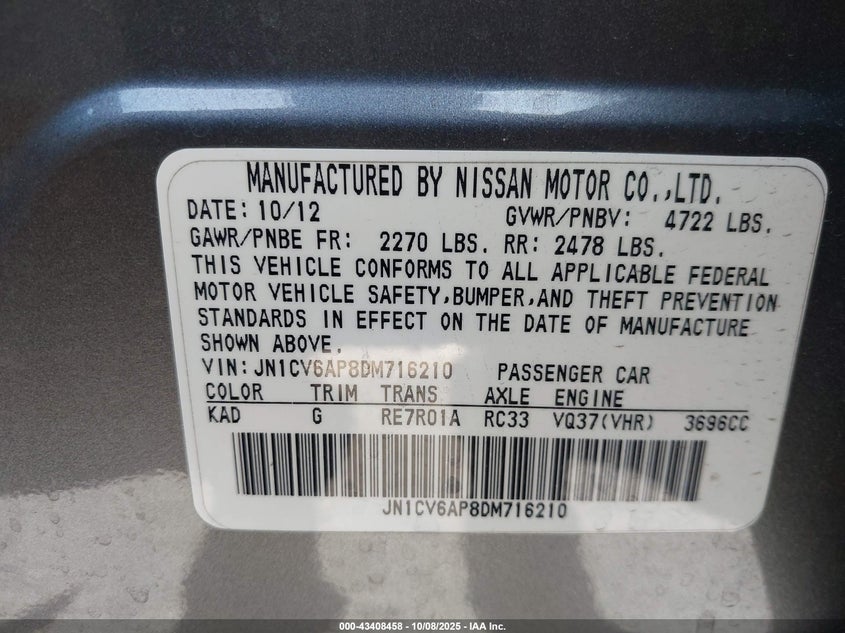 MANUFACTURED BY NISSAN MOTOR CO.,LTD.
DATE: 10/12 GVWR/PNBV: 4722 LBS.
GAWR/PNBE FR: 2270 LBS. RR: 2478 LBS.
THIS VEHICLE CONFORMS TO ALL APPLICABLE FEDERAL
MOTOR VEHICLE SAFETY,BUMPER,AND THEFT PREVENTION
STANDARDS IN EFFECT ON THE DATE OF MANUFACTURE
SHOWN ABOVE.
VIN: JN1CV6AP8DM716210 PASSENGER CAR
COLOR TRIM TRANS AXLE ENGINE
KAD G RE7R01A RC33 VQ37(VHR) 3696CC
JN1CV6AP8DM716210
000-43408458 - 10/08/2025 - IAA Inc.